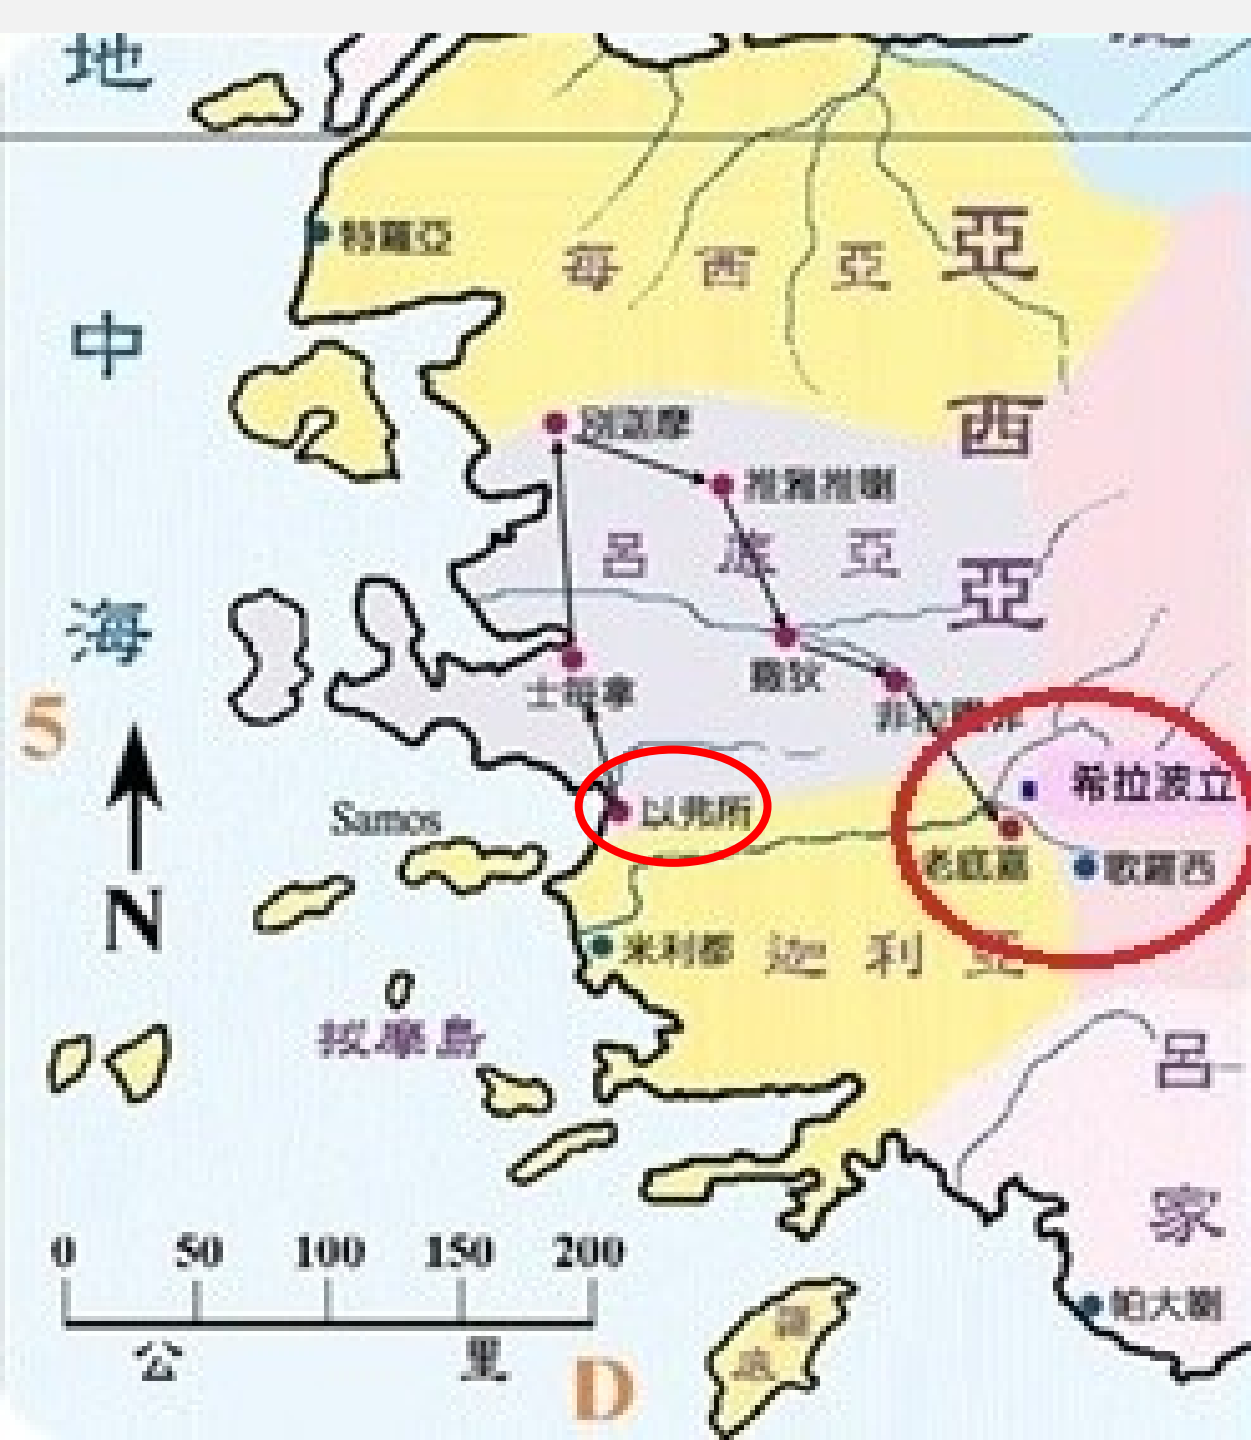 地
特羅亞
每西亞
亞
中
西
別迦摩
推雅推喇
呂底亞
亞
海
撒狄
士每拿
5
非拉鐵非
希拉波立
Samos
以弗所
老底嘉
歌羅西
N
米利都
迦利亞
拔摩島
呂
家
0 50 100 150 200
公里
帕大喇
底
D